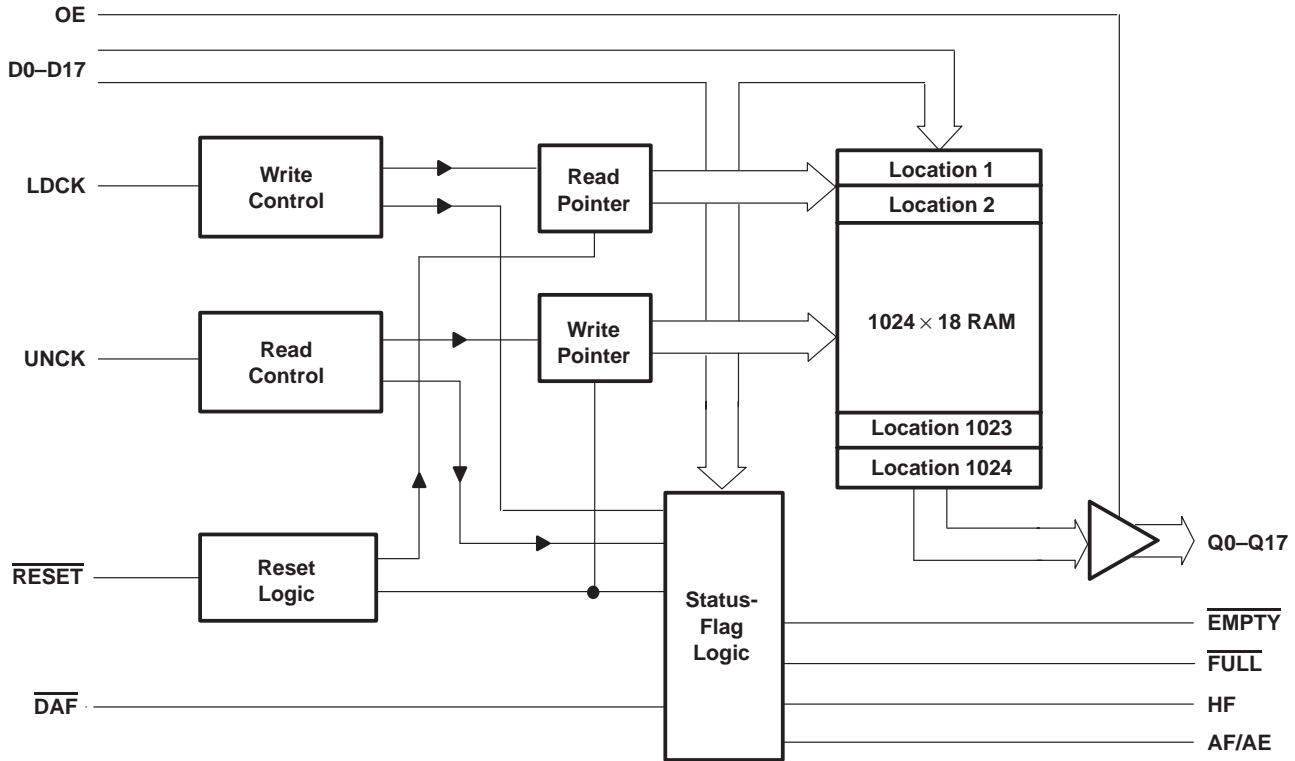 OE
D0–D17
LDCK
Write
Control
Read
Pointer
Location 1
Location 2
1024 × 18 RAM
UNCK
Read
Control
Write
Pointer
Location 1023
Location 1024
RESET
Reset
Logic
Status-
Flag
Logic
Q0–Q17
EMPTY
FULL
DAF
HF
AF/AE